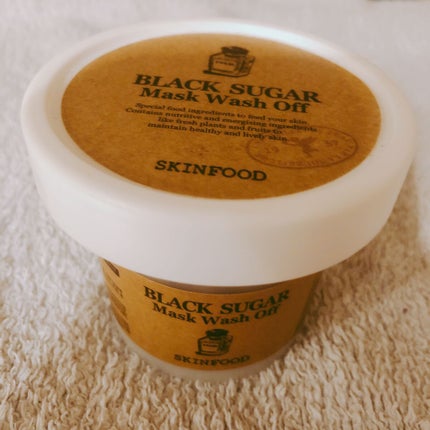 BLACK SUGAR
Mask Wash Off
Special food ingredients to feed your skin
Contains nutritive and energizing ingredients
like fresh plants and fruits to
maintain healthy and lively skin.
SKINFOOD
BLACK SUGAR
Mask Wash Off
SKINFOOD